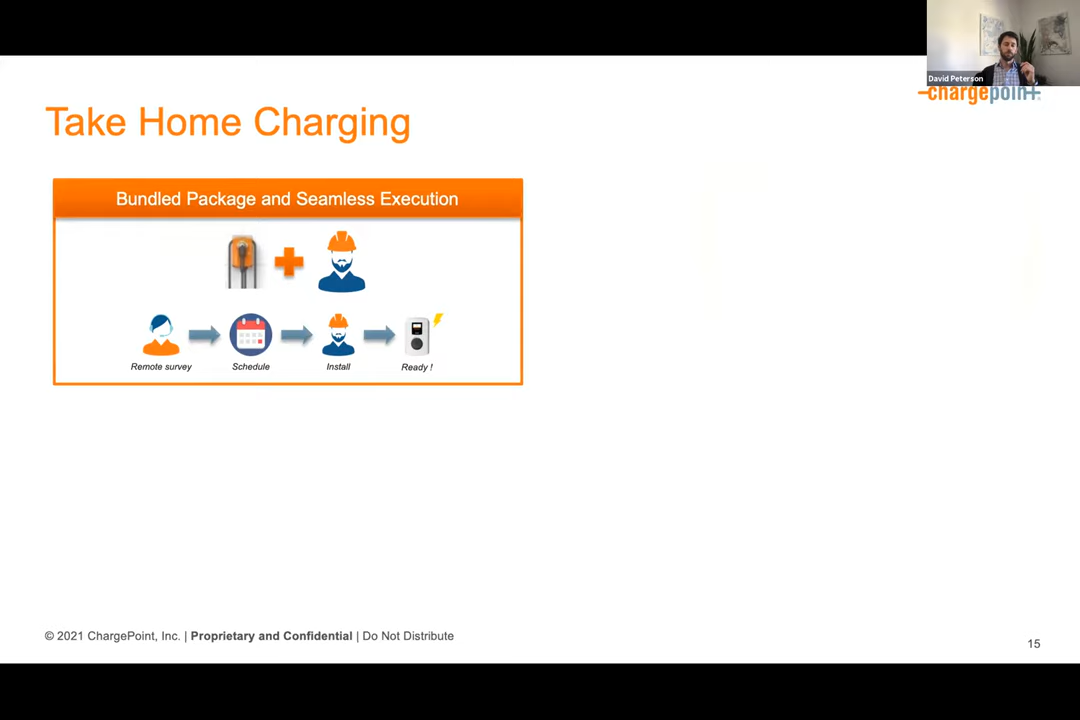 David Peterson
chargepoint
Take Home Charging
Bundled Package and Seamless Execution
Remote survey
Schedule
Install
Ready !
© 2021 ChargePoint, Inc. | Proprietary and Confidential | Do Not Distribute
15